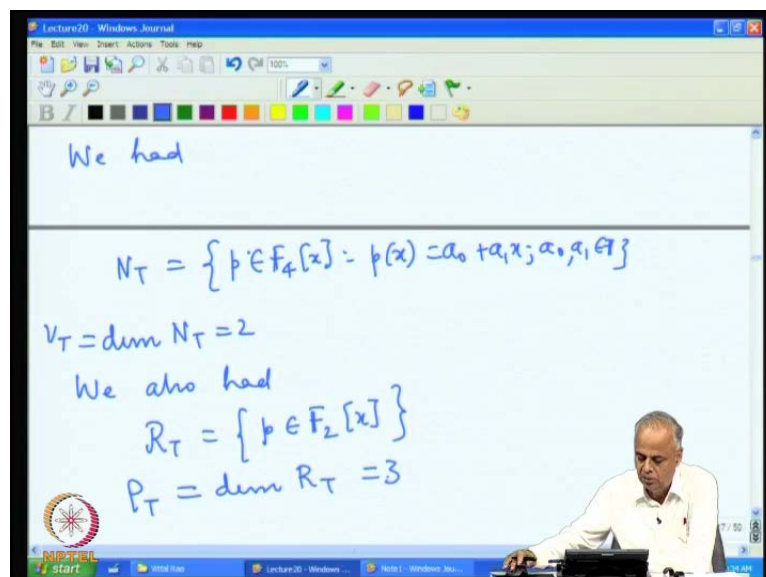 Lecture20 - Windows Journal
File Edit View Insert Actions Tools Help
100%
B I
We had
N_T = { p ∈ F_4[x] : p(x) = a_0 + a_1x ; a_0, a_1 ∈ }
ν_T = dim N_T = 2
We also had
R_T = { p ∈ F_2[x] }
ρ_T = dim R_T = 3
NPTEL
start Vittal Rao Lecture20 - Windows ... Note1 - Windows Jou...